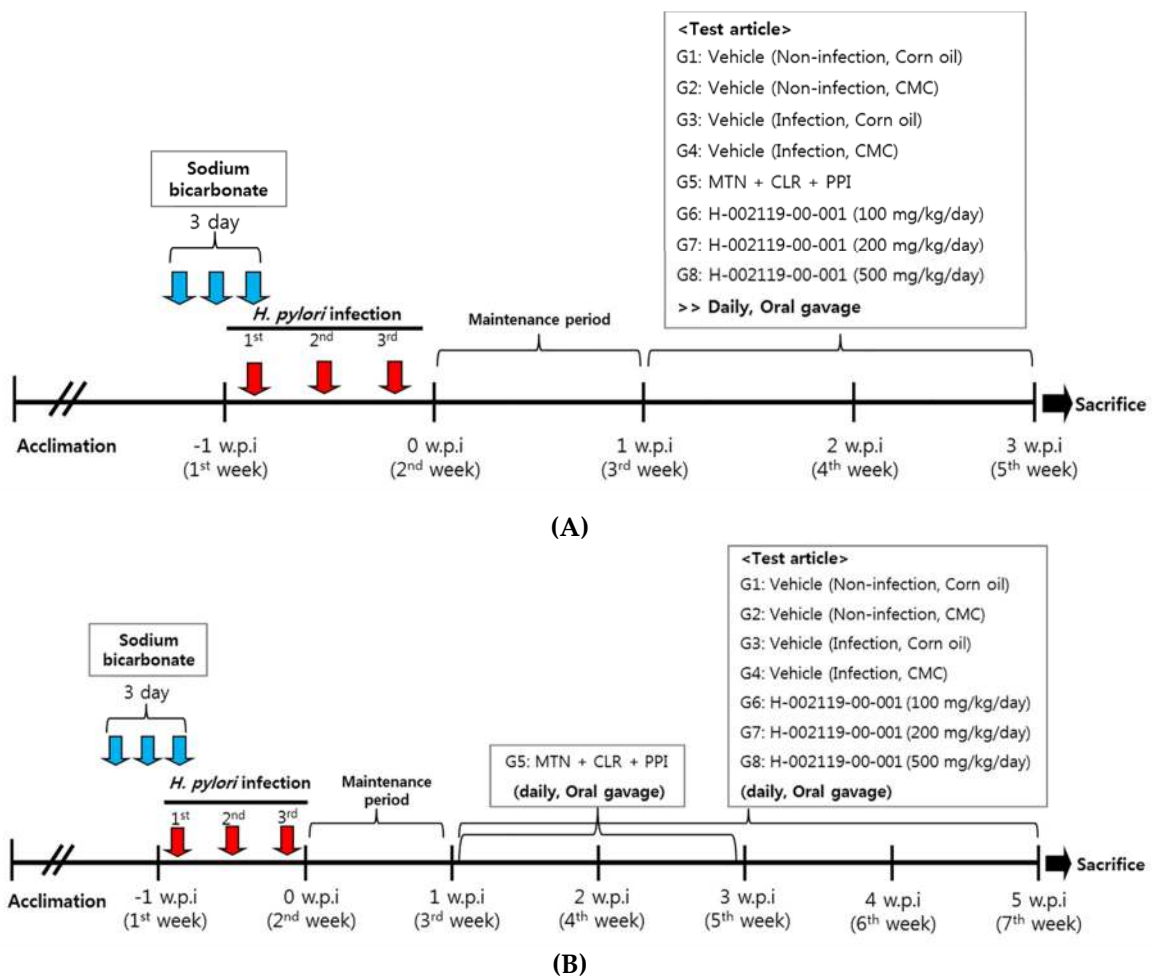 <Test article>
G1: Vehicle (Non-infection, Corn oil)
G2: Vehicle (Non-infection, CMC)
G3: Vehicle (Infection, Corn oil)
G4: Vehicle (Infection, CMC)
G5: MTN + CLR + PPI
G6: H-002119-00-001 (100 mg/kg/day)
G7: H-002119-00-001 (200 mg/kg/day)
G8: H-002119-00-001 (500 mg/kg/day)
>> Daily, Oral gavage
Sodium
bicarbonate
3 day
H. pylori infection
1st 2nd 3rd
Maintenance period
Sacrifice
Acclimation
-1 w.p.i
(1st week)
0 w.p.i
(2nd week)
1 w.p.i
(3rd week)
2 w.p.i
(4th week)
3 w.p.i
(5th week)
(A)
<Test article>
G1: Vehicle (Non-infection, Corn oil)
G2: Vehicle (Non-infection, CMC)
G3: Vehicle (Infection, Corn oil)
G4: Vehicle (Infection, CMC)
G6: H-002119-00-001 (100 mg/kg/day)
G7: H-002119-00-001 (200 mg/kg/day)
G8: H-002119-00-001 (500 mg/kg/day)
(daily, Oral gavage)
Sodium
bicarbonate
3 day
H. pylori infection
1st 2nd 3rd
Maintenance
period
G5: MTN + CLR + PPI
(daily, Oral gavage)
Sacrifice
Acclimation
-1 w.p.i
(1st week)
0 w.p.i
(2nd week)
1 w.p.i
(3rd week)
2 w.p.i
(4th week)
3 w.p.i
(5th week)
4 w.p.i
(6th week)
5 w.p.i
(7th week)
(B)